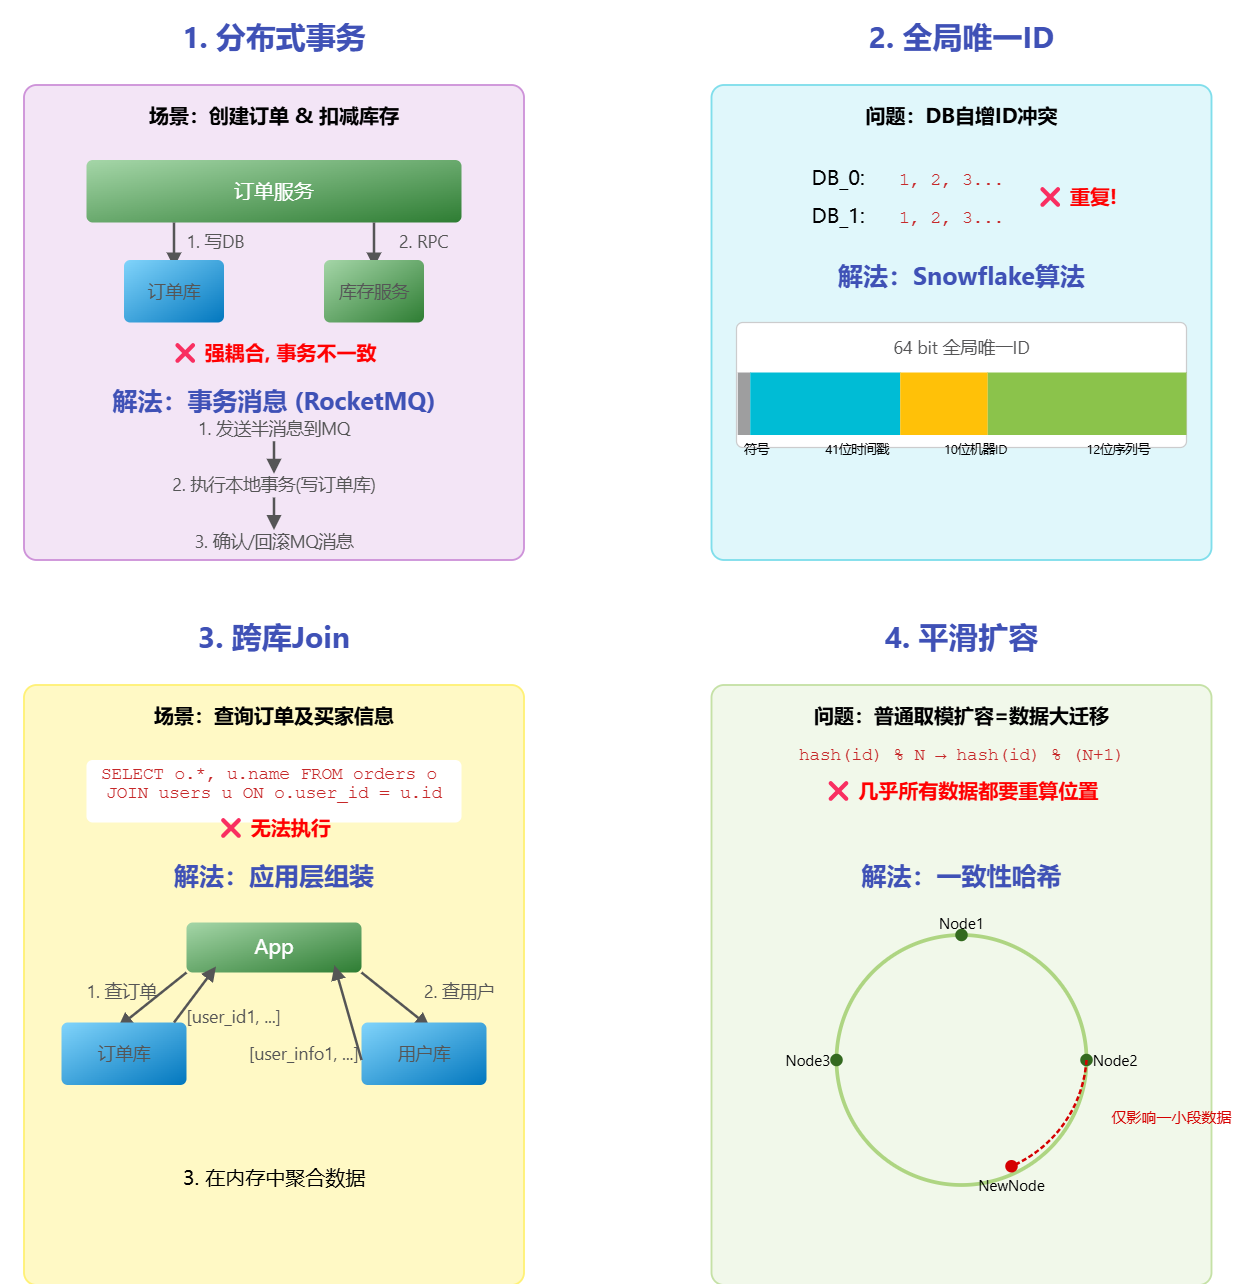 1. 分布式事务
场景：创建订单 & 扣减库存
订单服务
1. 写DB
2. RPC
订单库
库存服务
❌ 强耦合, 事务不一致
解法：事务消息 (RocketMQ)
1. 发送半消息到MQ
2. 执行本地事务(写订单库)
3. 确认/回滚MQ消息
2. 全局唯一ID
问题：DB自增ID冲突
DB_0: 1, 2, 3...
DB_1: 1, 2, 3...
❌ 重复!
解法：Snowflake算法
64 bit 全局唯一ID
符号
41位时间戳
10位机器ID
12位序列号
3. 跨库Join
场景：查询订单及买家信息
SELECT o.*, u.name FROM orders o
JOIN users u ON o.user_id = u.id
❌ 无法执行
解法：应用层组装
App
1. 查订单
2. 查用户
[user_id1, ...]
[user_info1, ...]
订单库
用户库
3. 在内存中聚合数据
4. 平滑扩容
问题：普通取模扩容=数据大迁移
hash(id) % N → hash(id) % (N+1)
❌ 几乎所有数据都要重算位置
解法：一致性哈希
Node1
Node3
Node2
仅影响一小段数据
NewNode